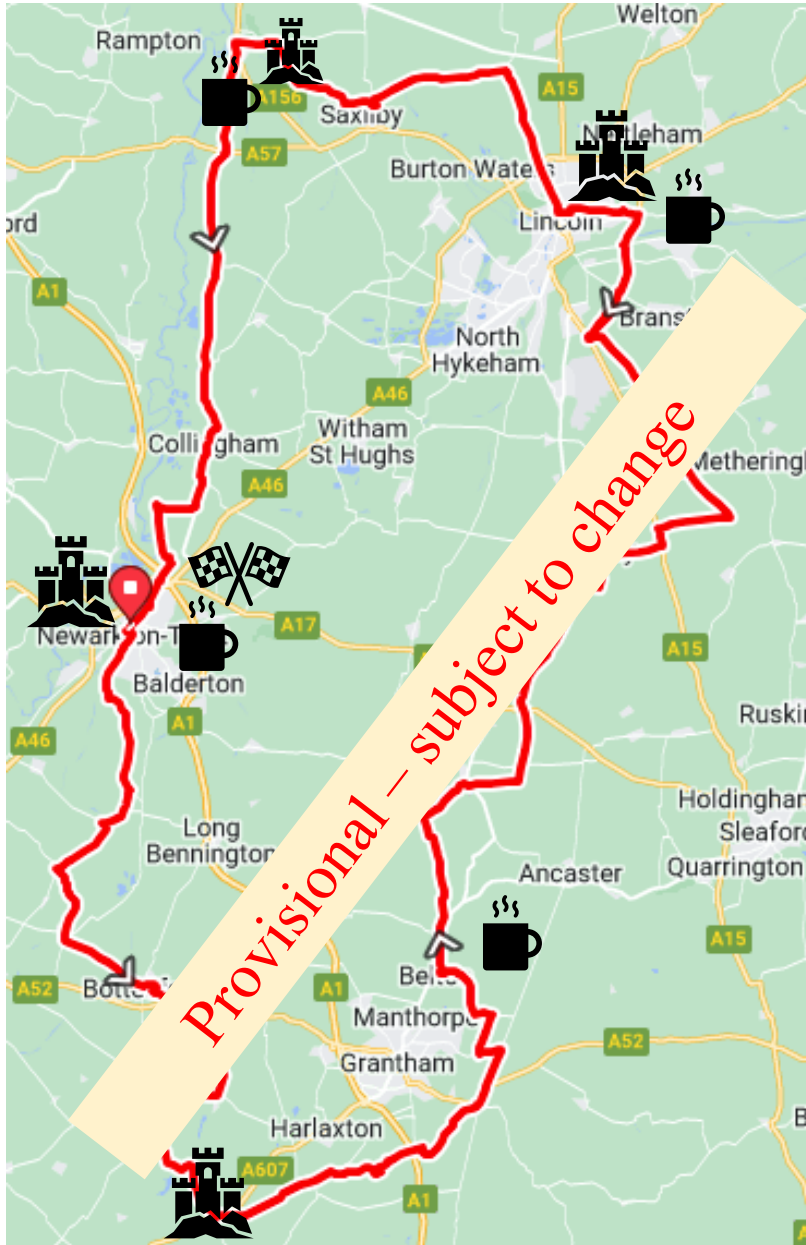 Welton
Rampton
A15
A156
Saxilby
Nettleham
A57
Burton Waters
ord
Lincoln
A1
Branst
North
Hykeham
A46
Witham
St Hughs
Collingham
Metheringh
A46
Provisional – subject to change
A17
Newark-on-T
A15
Balderton
A1
A46
Ruski
Holdingham
Sleaford
Long
Bennington
Quarrington
Ancaster
A15
A52
A1
Manthorpe
A52
Grantham
Harlaxton
A607
A1